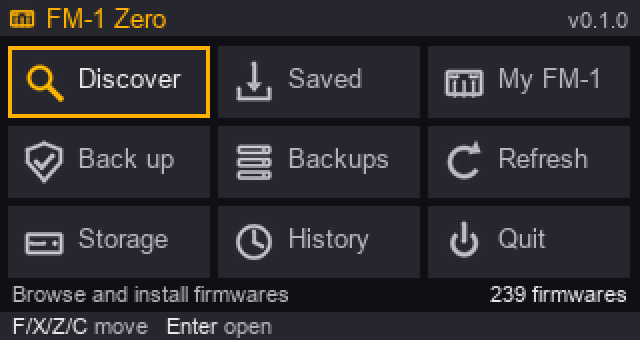 FM-1 Zero v0.1.0
Discover Saved My FM-1
Back up Backups Refresh
Storage History Quit
Browse and install firmwares 239 firmwares
F/X/Z/C move Enter open